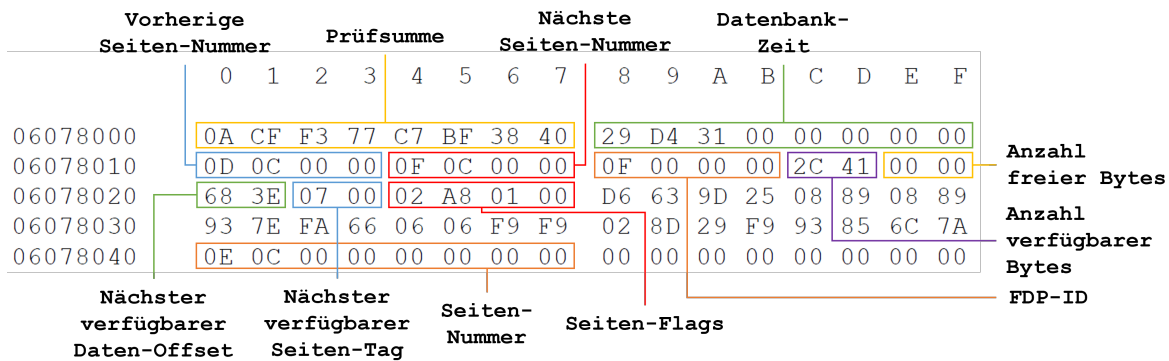 Vorherige
Seiten-Nummer
Prüfsumme
Nächste
Seiten-Nummer
Datenbank-
Zeit
0 1 2 3 4 5 6 7 8 9 A B C D E F
06078000 0A CF F3 77 C7 BF 38 40 29 D4 31 00 00 00 00 00
06078010 0D 0C 00 00 0F 0C 00 00 0F 00 00 00 2C 41 00 00
06078020 68 3E 07 00 02 A8 01 00 D6 63 9D 25 08 89 08 89
06078030 93 7E FA 66 06 06 F9 F9 02 8D 29 F9 93 85 6C 7A
06078040 0E 0C 00 00 00 00 00 00 00 00 00 00 00 00 00 00
Anzahl
freier Bytes
Anzahl
verfügbarer
Bytes
FDP-ID
Nächster
verfügbarer
Daten-Offset
Nächster
verfügbarer
Seiten-Tag
Seiten-
Nummer
Seiten-Flags